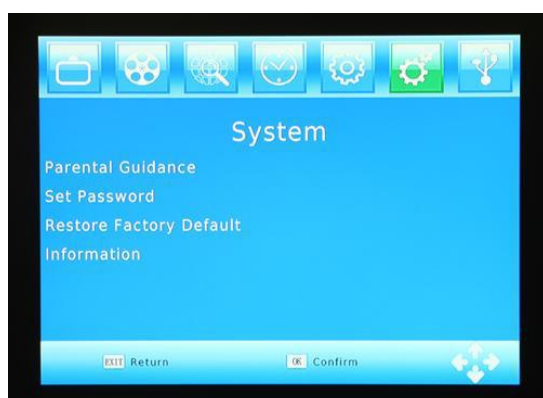 System
Parental Guidance
Set Password
Restore Factory Default
Information
EXIT Return
OK Confirm